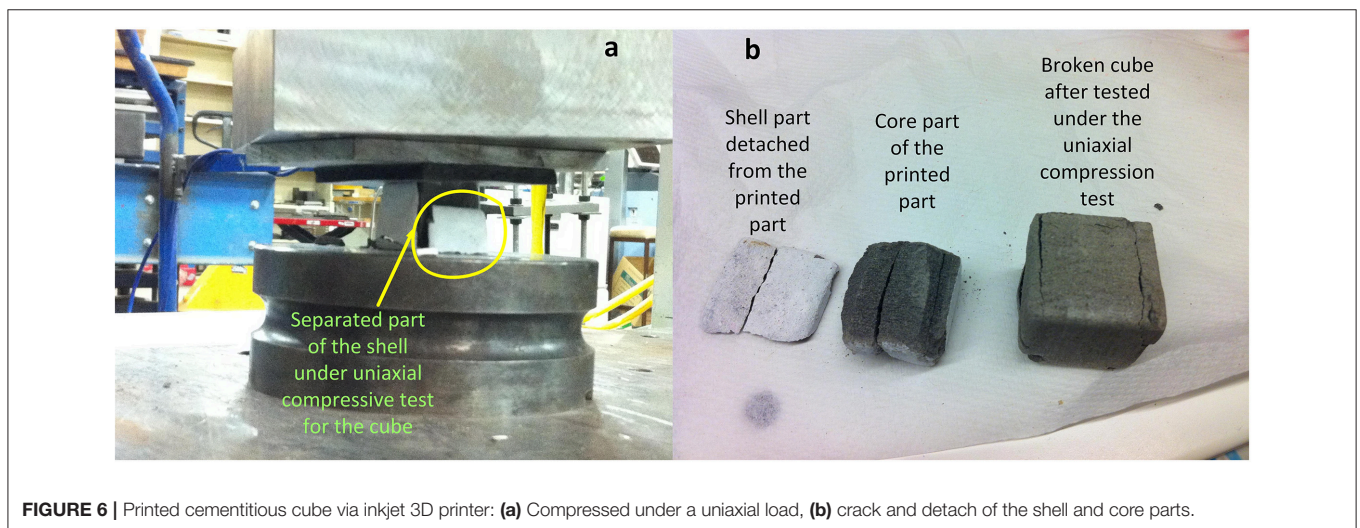 a
Separated part
of the shell
under uniaxial
compressive test
for the cube
b
Shell part
detached
from the
printed
part
Core part
of the
printed
part
Broken cube
after tested
under the
uniaxial
compression
test
FIGURE 6 | Printed cementitious cube via inkjet 3D printer: (a) Compressed under a uniaxial load, (b) crack and detach of the shell and core parts.